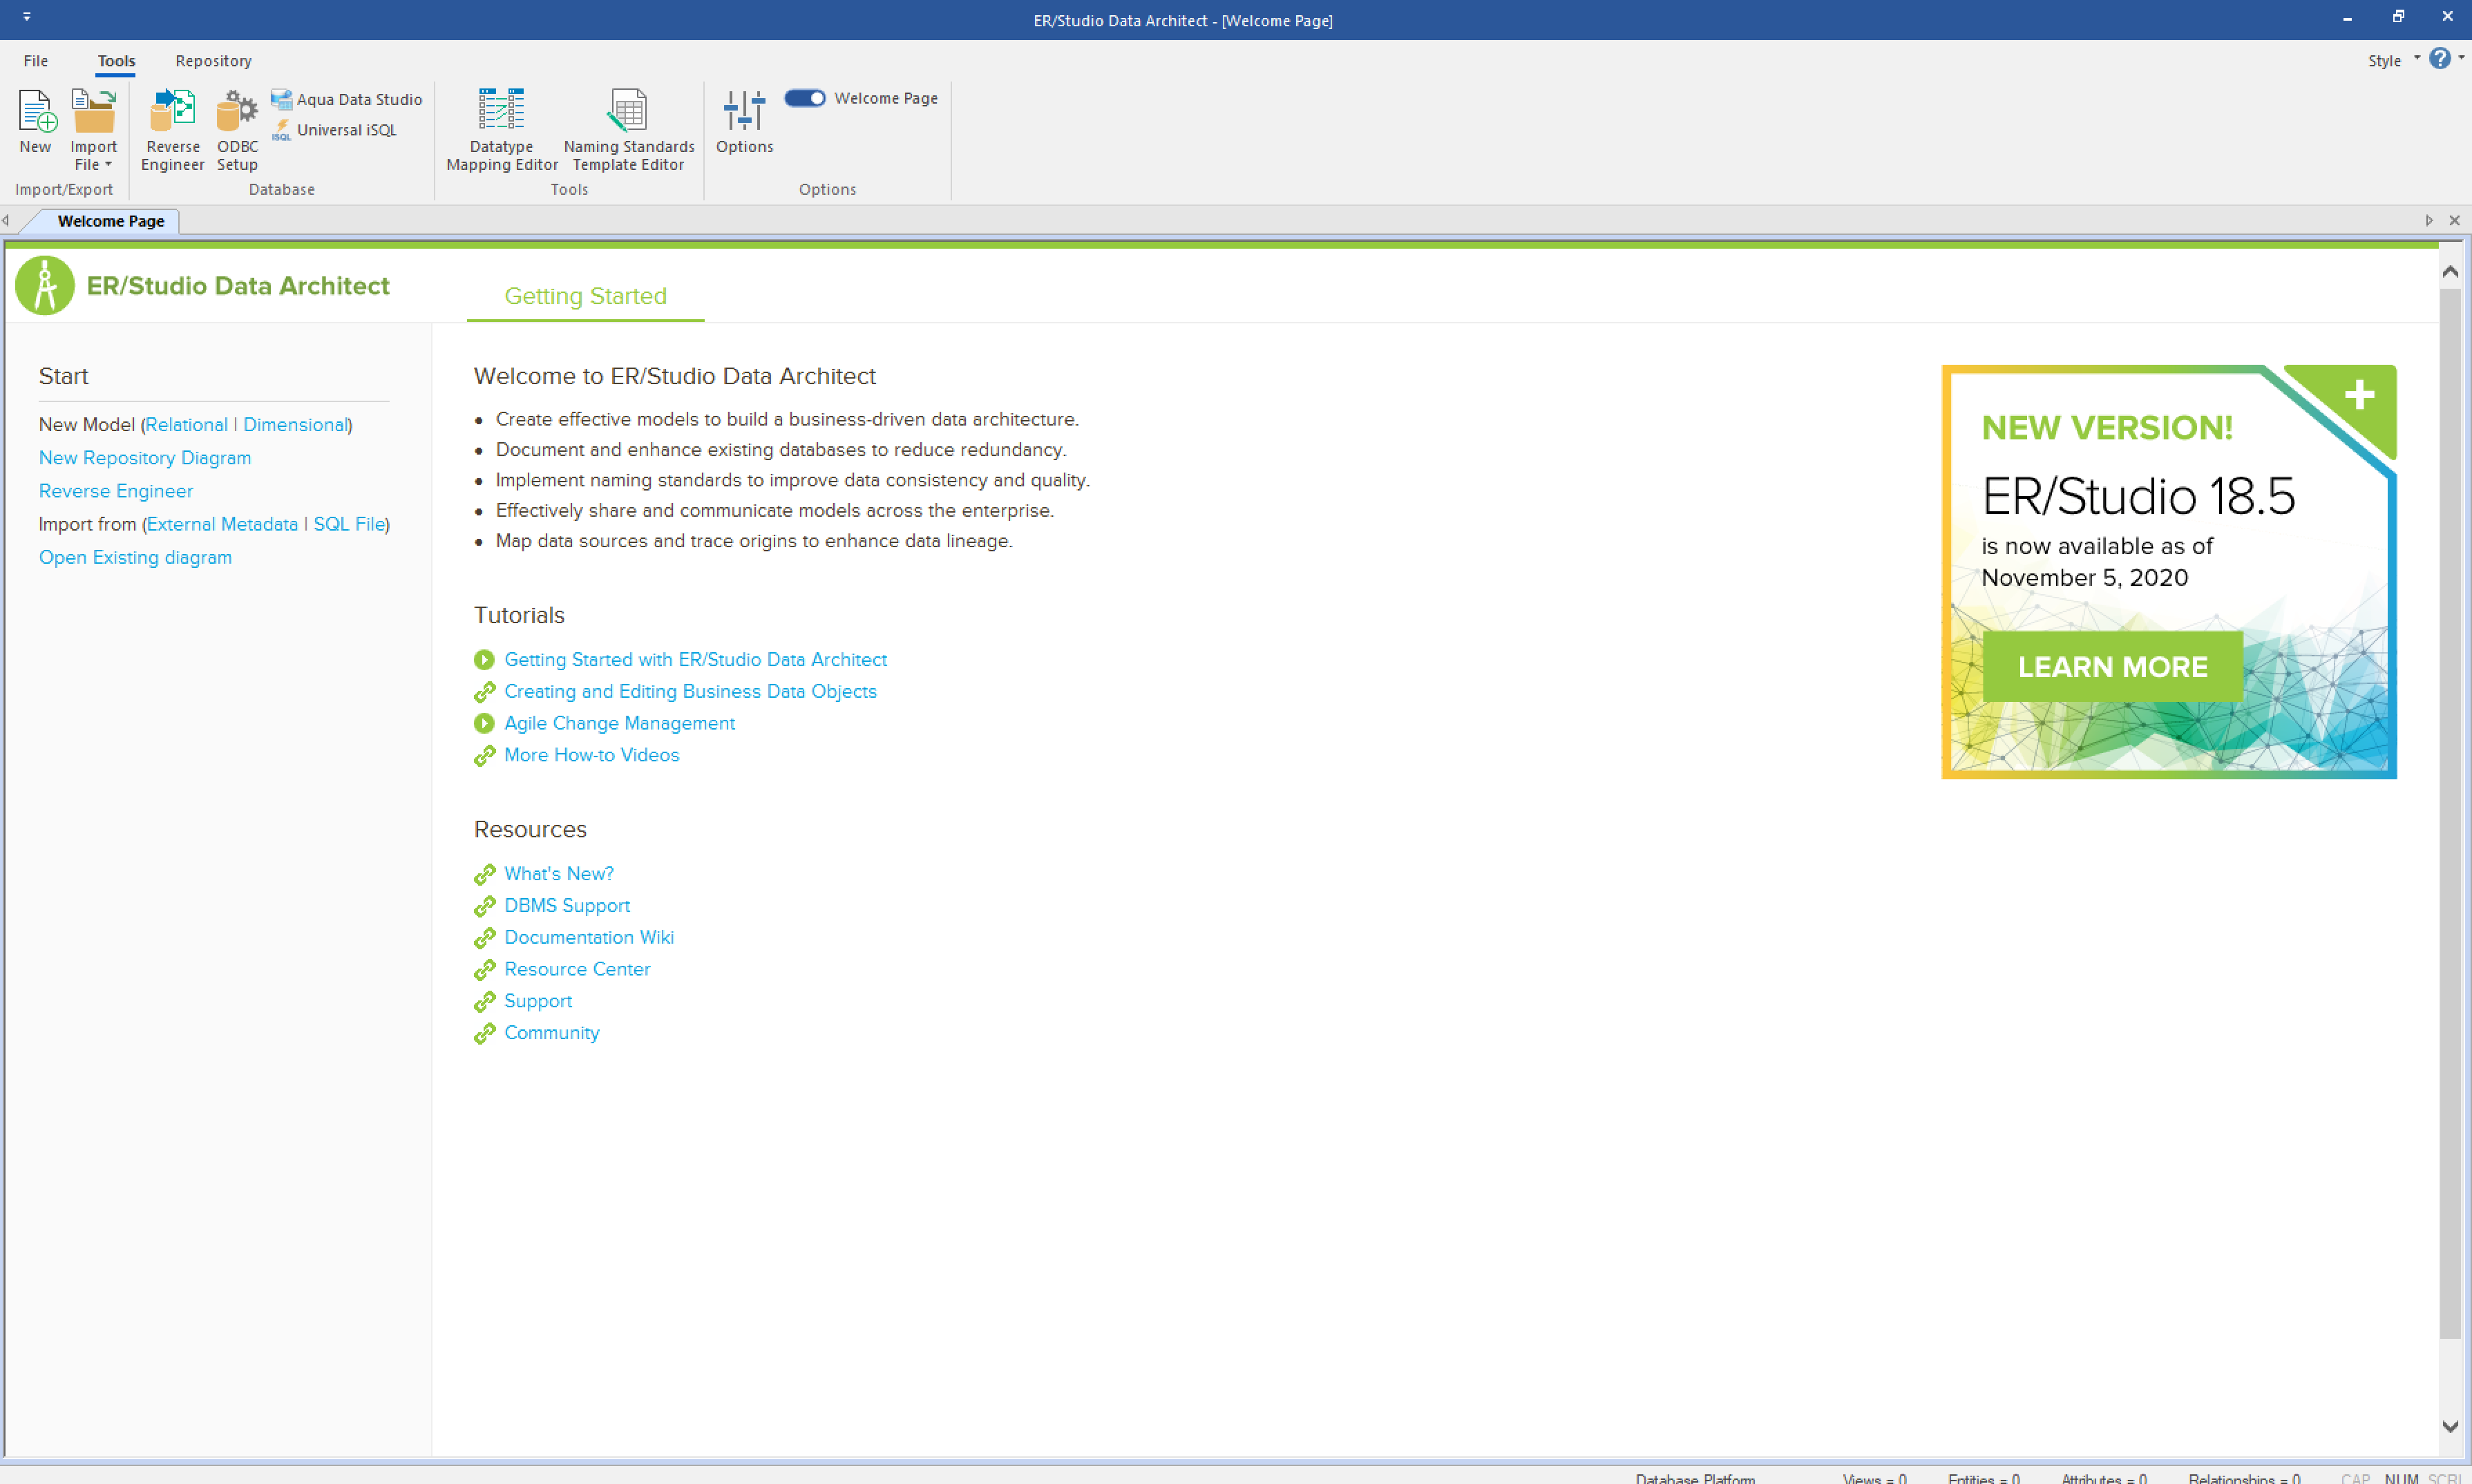 ER/Studio Data Architect - [Welcome Page]
File Tools Repository Style
New
Import File
Import/Export
Reverse Engineer
ODBC Setup
Aqua Data Studio
iSQL Universal iSQL
Database
Datatype Mapping Editor
Naming Standards Template Editor
Tools
Options
Welcome Page
Options
Welcome Page
ER/Studio Data Architect
Getting Started
Start
New Model (Relational | Dimensional)
New Repository Diagram
Reverse Engineer
Import from (External Metadata | SQL File)
Open Existing diagram
Welcome to ER/Studio Data Architect
• Create effective models to build a business-driven data architecture.
• Document and enhance existing databases to reduce redundancy.
• Implement naming standards to improve data consistency and quality.
• Effectively share and communicate models across the enterprise.
• Map data sources and trace origins to enhance data lineage.
Tutorials
Getting Started with ER/Studio Data Architect
Creating and Editing Business Data Objects
Agile Change Management
More How-to Videos
Resources
What's New?
DBMS Support
Documentation Wiki
Resource Center
Support
Community
NEW VERSION!
ER/Studio 18.5
is now available as of
November 5, 2020
LEARN MORE
Database Platform Views = 0 Entities = 0 Attributes = 0 Relationships = 0 CAP NUM SCRL